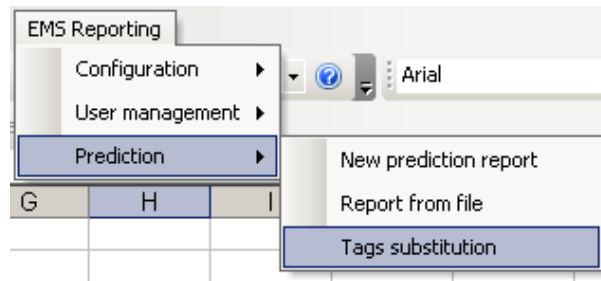 EMS Reporting
Configuration
Arial
User management
Prediction
New prediction report
G H I
Report from file
Tags substitution